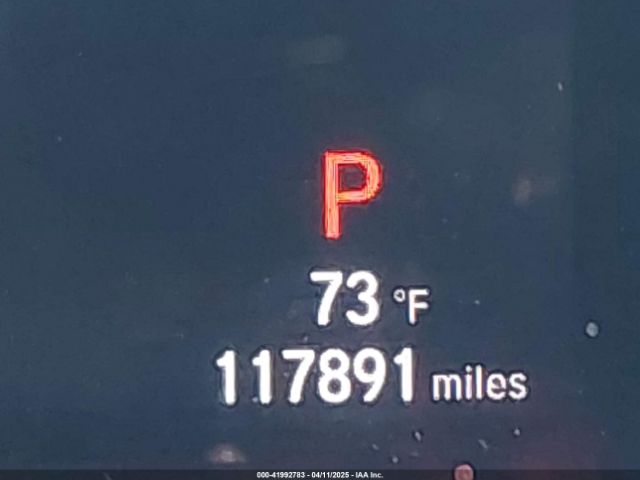 P
73 °F
117891 miles
000-41992783 - 04/11/2025 - IAA Inc.